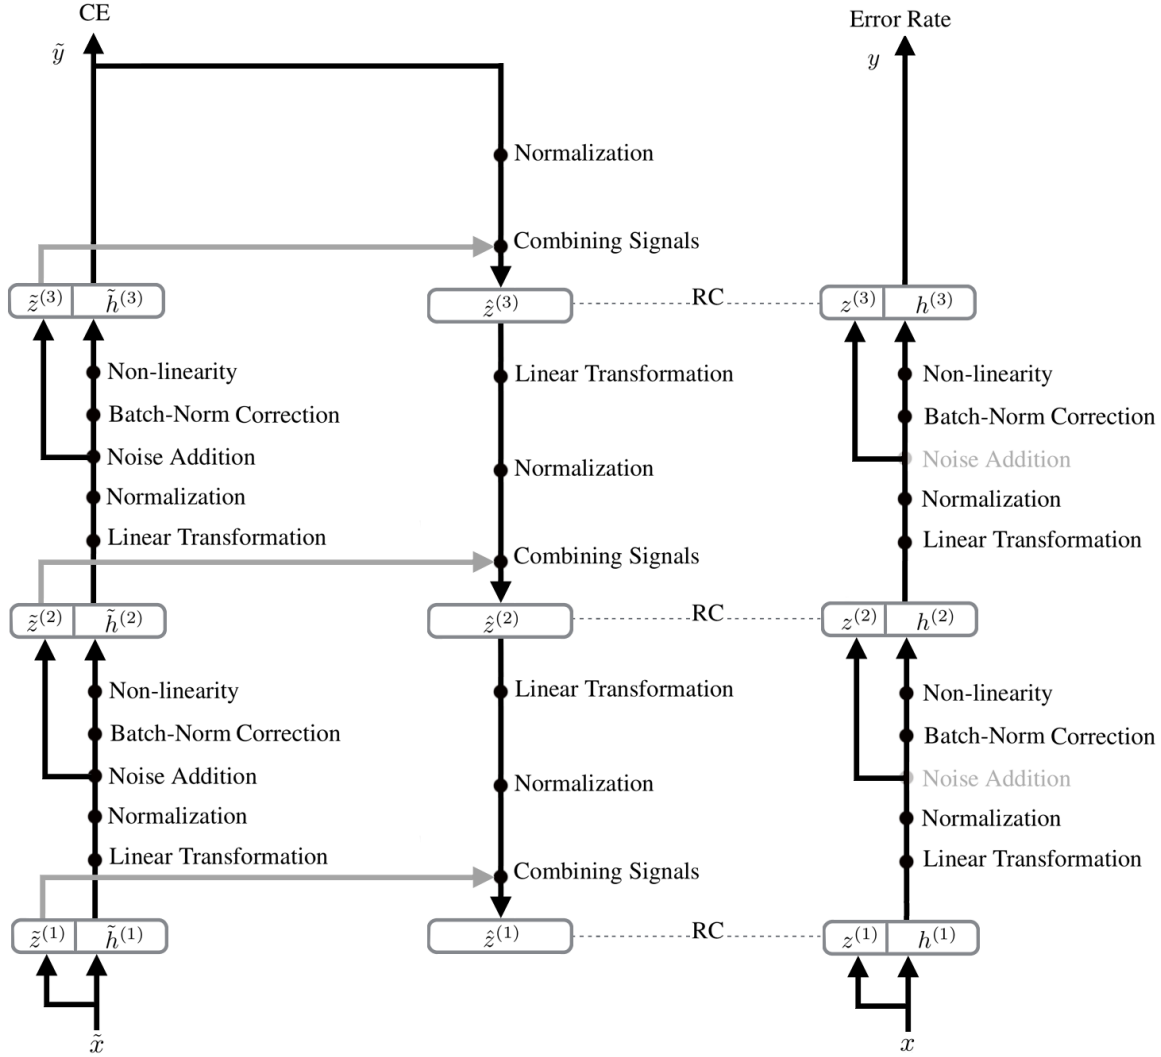 CE
Error Rate
ỹ
y
Normalization
Combining Signals
z̃⁽³⁾ h̃⁽³⁾
ẑ⁽³⁾
RC
z⁽³⁾ h⁽³⁾
Non-linearity
Linear Transformation
Non-linearity
Batch-Norm Correction
Batch-Norm Correction
Noise Addition
Normalization
Noise Addition
Normalization
Normalization
Linear Transformation
Linear Transformation
Combining Signals
z̃⁽²⁾ h̃⁽²⁾
ẑ⁽²⁾
RC
z⁽²⁾ h⁽²⁾
Non-linearity
Linear Transformation
Non-linearity
Batch-Norm Correction
Batch-Norm Correction
Noise Addition
Normalization
Noise Addition
Normalization
Normalization
Linear Transformation
Linear Transformation
Combining Signals
z̃⁽¹⁾ h̃⁽¹⁾
ẑ⁽¹⁾
RC
z⁽¹⁾ h⁽¹⁾
x̃
x